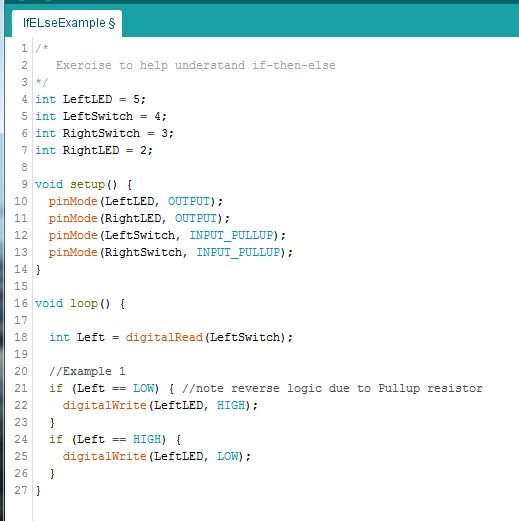 IfELseExample §
1 /*
2    Exercise to help understand if-then-else
3 */
4 int LeftLED = 5;
5 int LeftSwitch = 4;
6 int RightSwitch = 3;
7 int RightLED = 2;
8
9 void setup() {
10   pinMode(LeftLED, OUTPUT);
11   pinMode(RightLED, OUTPUT);
12   pinMode(LeftSwitch, INPUT_PULLUP);
13   pinMode(RightSwitch, INPUT_PULLUP);
14 }
15
16 void loop() {
17
18   int Left = digitalRead(LeftSwitch);
19
20   //Example 1
21   if (Left == LOW) { //note reverse logic due to Pullup resistor
22     digitalWrite(LeftLED, HIGH);
23   }
24   if (Left == HIGH) {
25     digitalWrite(LeftLED, LOW);
26   }
27 }